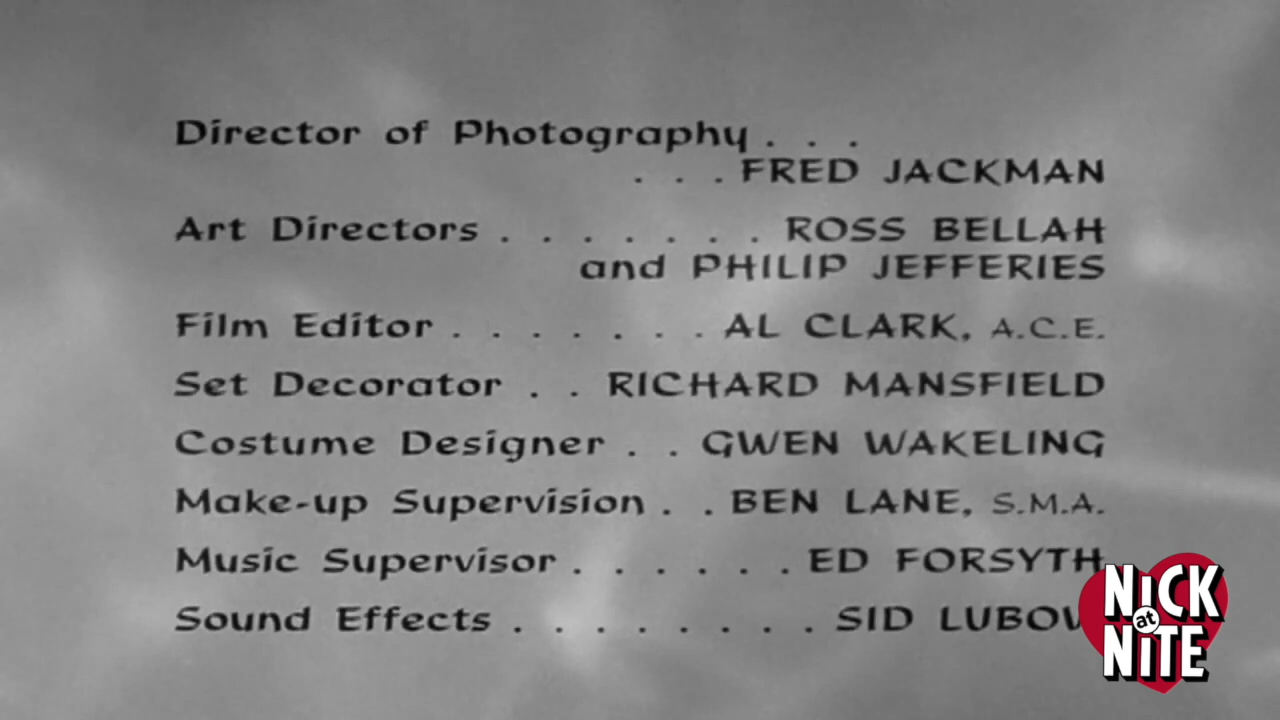 Director of Photography . . .
. . . FRED JACKMAN
Art Directors . . . . . . . ROSS BELLAH
and PHILIP JEFFERIES
Film Editor . . . . . . . AL CLARK, A.C.E.
Set Decorator . . RICHARD MANSFIELD
Costume Designer . . GWEN WAKELING
Make-up Supervision . . BEN LANE, S.M.A.
Music Supervisor . . . . . . ED FORSYTH
Sound Effects . . . . . . . . SID
NICK
at
NITE